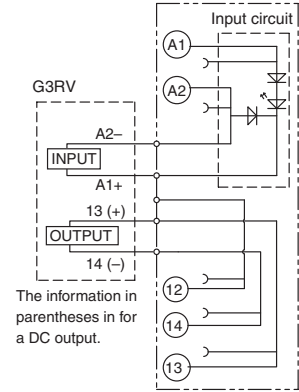 Input circuit
A1
G3RV
A2
A2–
INPUT
A1+
13 (+)
OUTPUT
14 (–)
12
The information in
parentheses in for
a DC output.
14
13